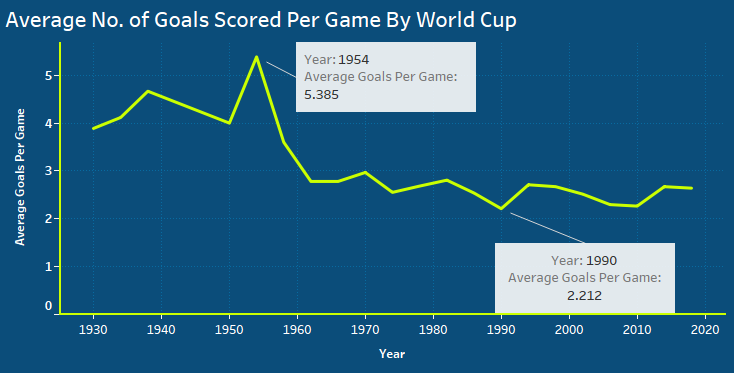 Average No. of Goals Scored Per Game By World Cup
Year: 1954
Average Goals Per Game:
5.385
Average Goals Per Game
5
4
3
2
1
0
Year: 1990
Average Goals Per Game:
2.212
1930 1940 1950 1960 1970 1980 1990 2000 2010 2020
Year